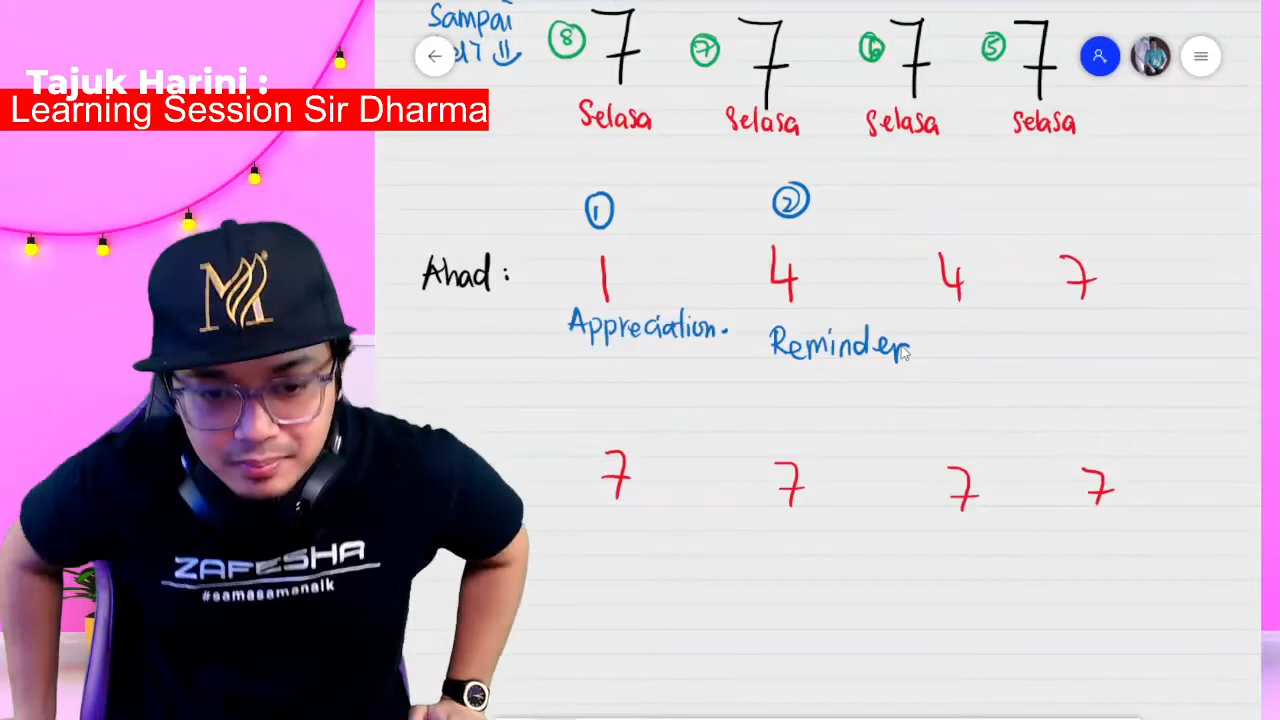 Sampai
8 7 7 7 6 7 5 7
Selasa Selasa Selasa Selasa
Tajuk Harini :
Learning Session Sir Dharma
1 2
Ahad : 1 4 4 7
Appreciation. Reminder
7 7 7 7
M
ZAFESHA
#samasamanaik